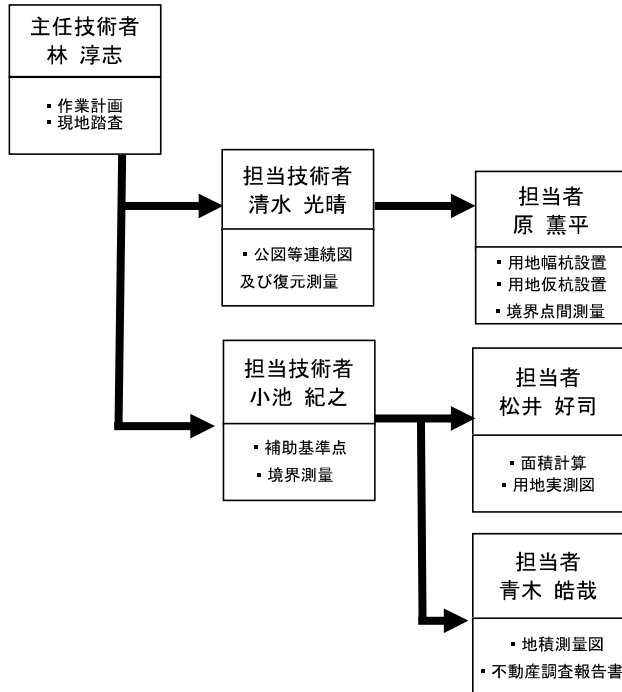 主任技術者
林 淳志
▪作業計画
▪現地踏査
担当技術者
清水 光晴
▪公図等連続図
及び復元測量
担当者
原 薫平
▪用地幅杭設置
▪用地仮杭設置
▪境界点間測量
担当技術者
小池 紀之
▪補助基準点
▪境界測量
担当者
松井 好司
▪面積計算
▪用地実測図
担当者
青木 皓哉
▪地積測量図
▪不動産調査報告書